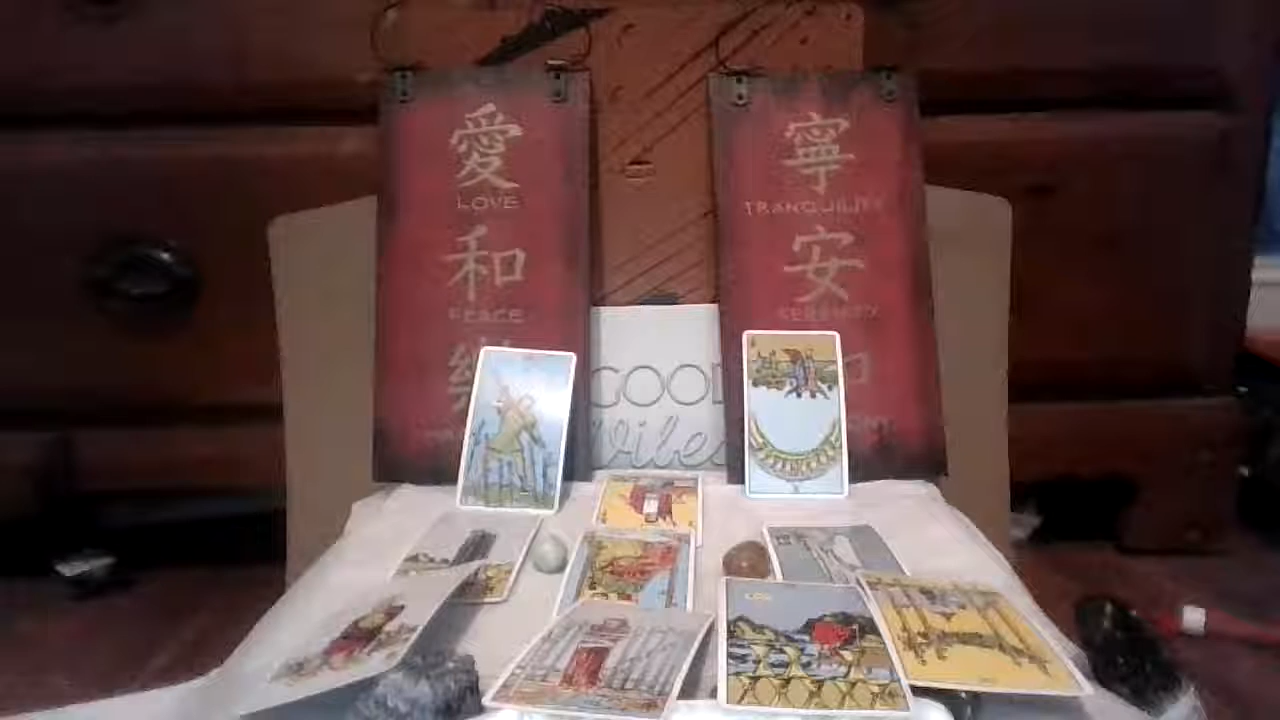 愛
LOVE
和
PEACE
寧
TRANQUILITY
安
SERENITY
GOOD
Vibes